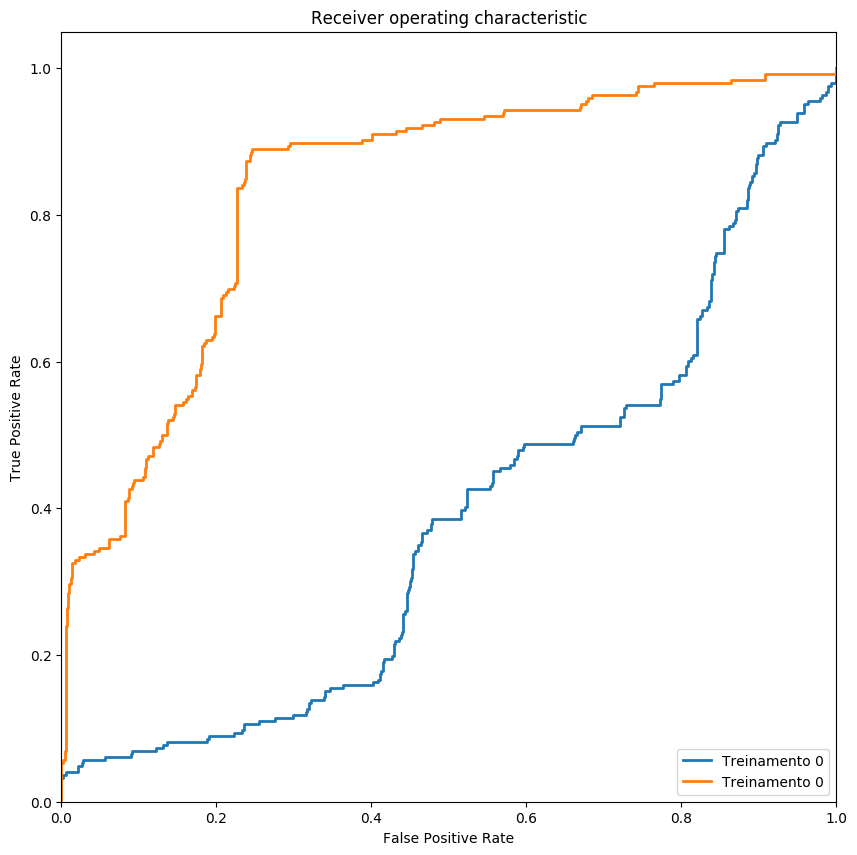 Receiver operating characteristic
True Positive Rate
1.0
0.8
0.6
0.4
0.2
0.0
0.0 0.2 0.4 0.6 0.8 1.0
False Positive Rate
Treinamento 0
Treinamento 0